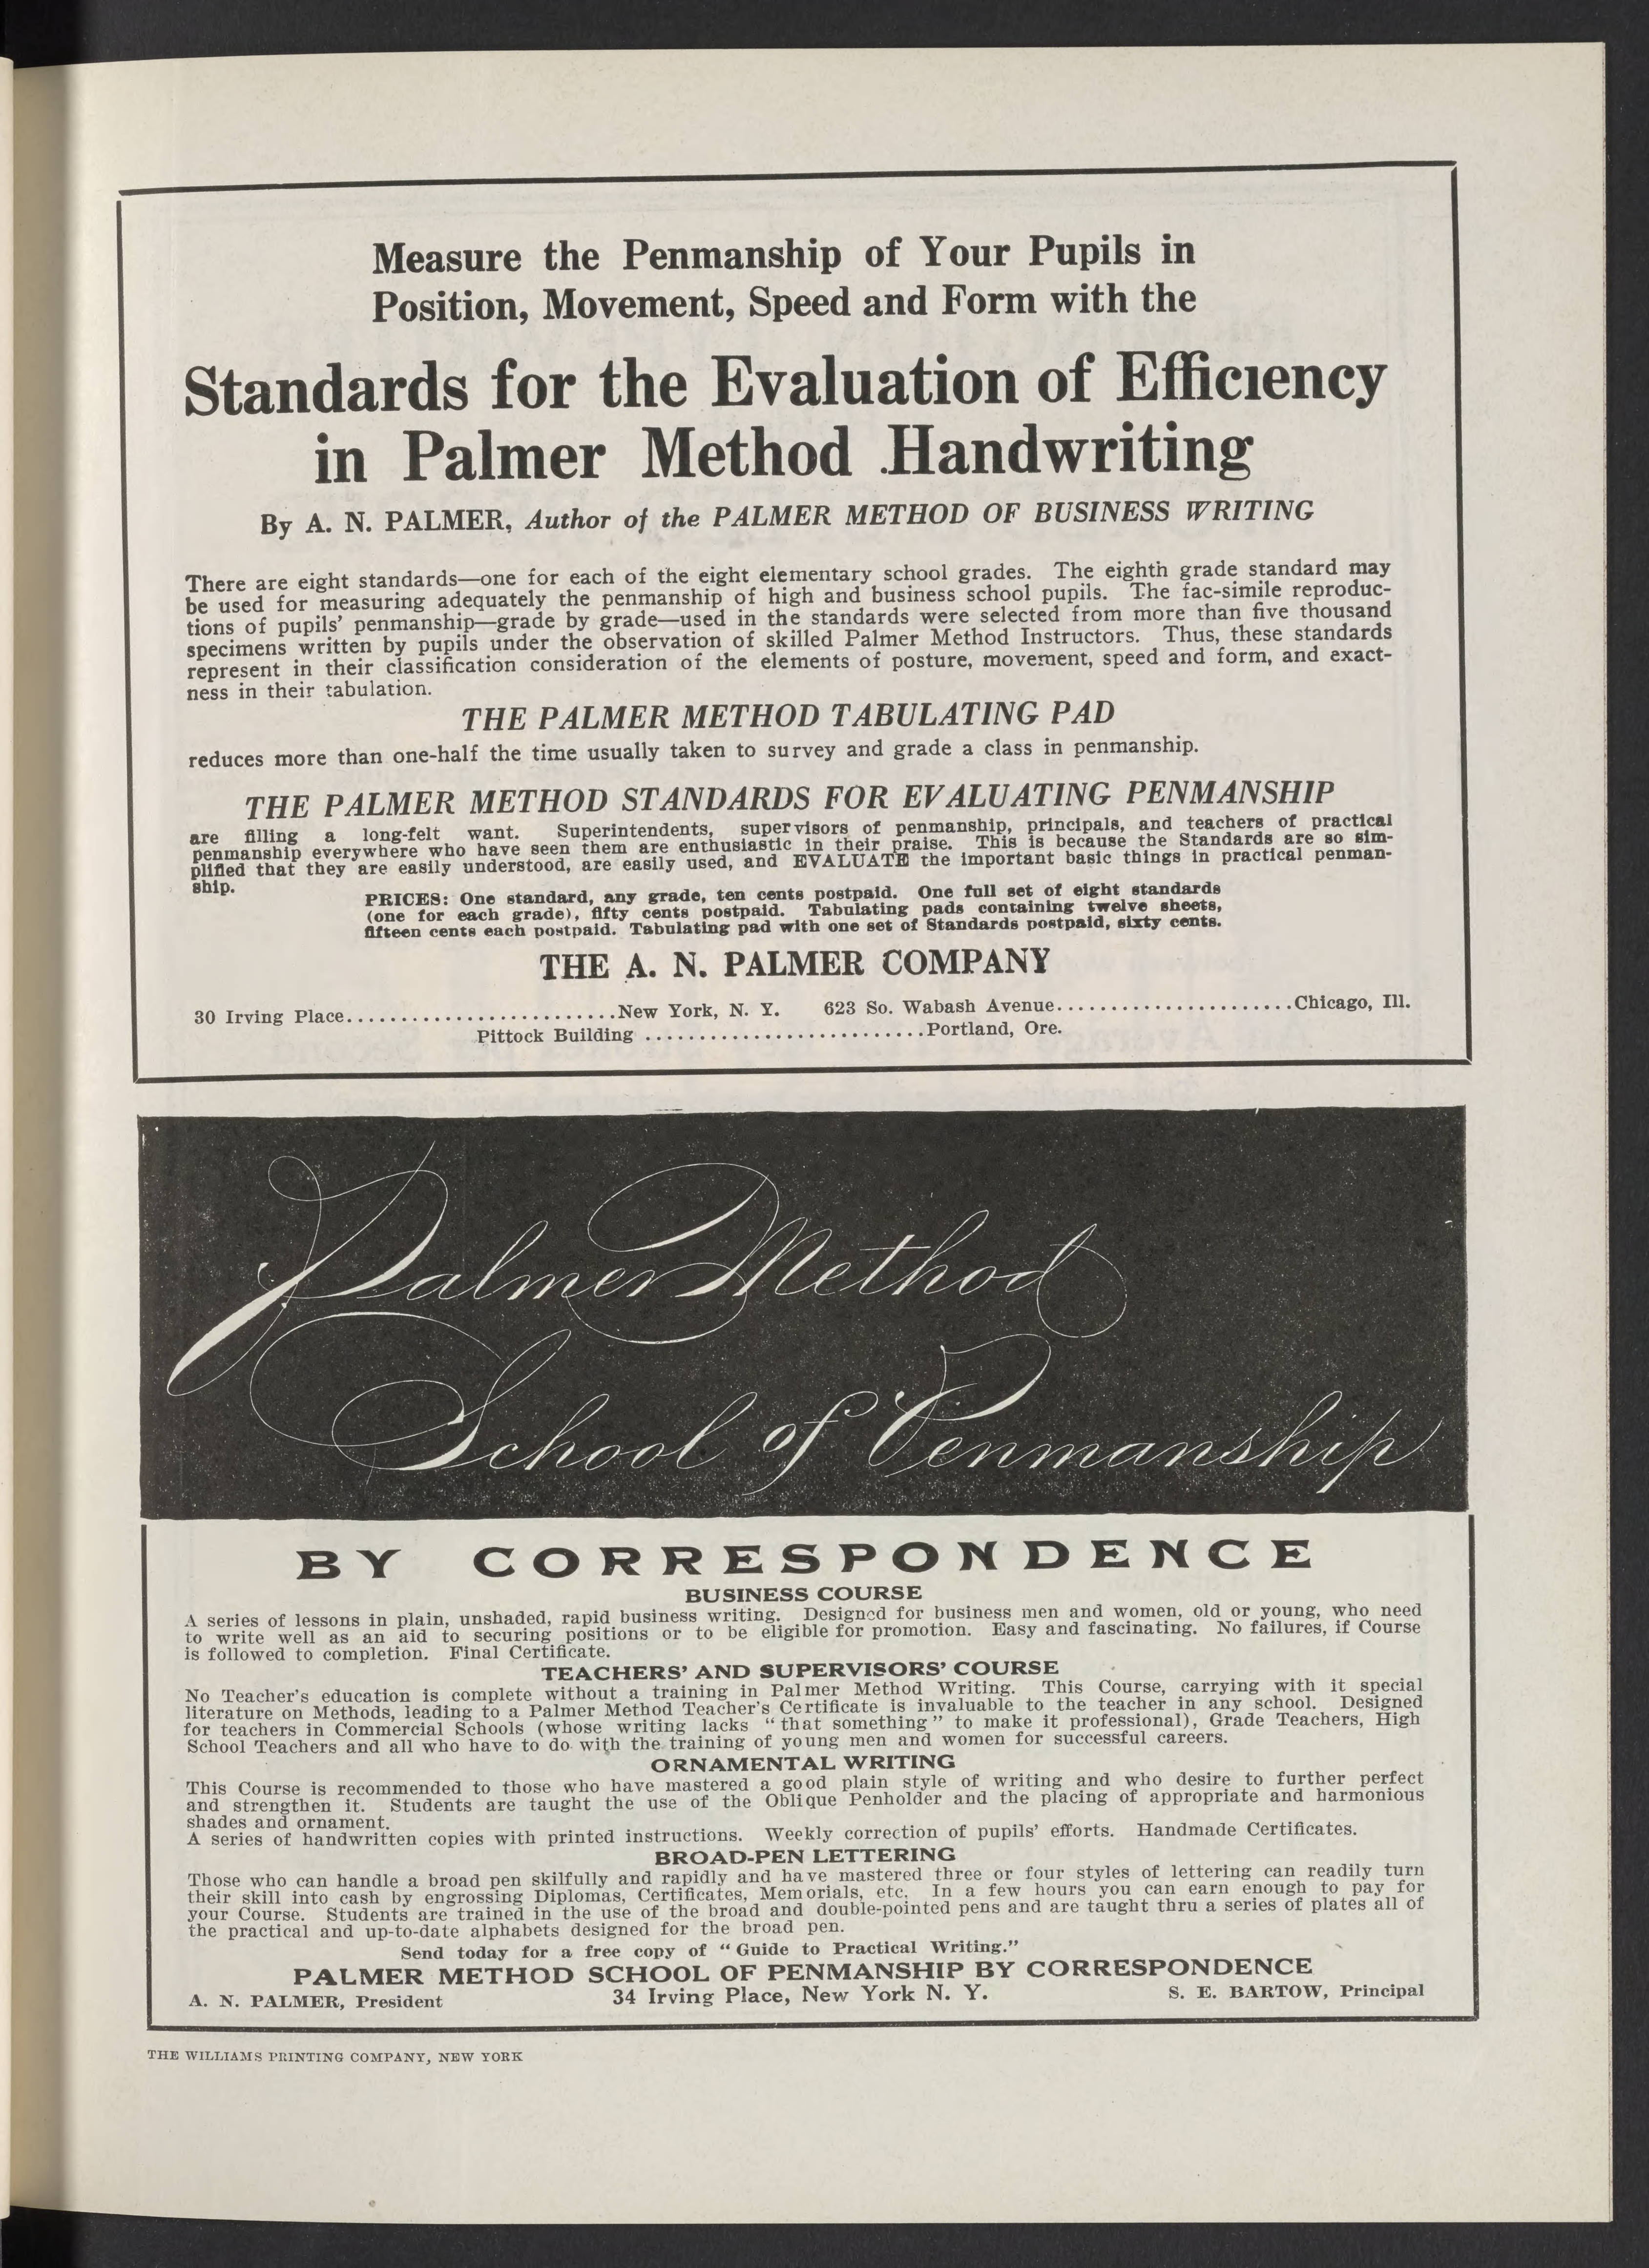 Measure the Penmanship of Your Pupils in
Position, Movement, Speed and Form with the
Standards for the Evaluation of Efficiency
in Palmer Method Handwriting
By A. N. PALMER, Author of the PALMER METHOD OF BUSINESS WRITING
There are eight standards—one for each of the eight elementary school grades. The eighth grade standard may
be used for measuring adequately the penmanship of high and business school pupils. The fac-simile reproduc-
tions of pupils' penmanship—grade by grade—used in the standards were selected from more than five thousand
specimens written by pupils under the observation of skilled Palmer Method Instructors. Thus, these standards
represent in their classification consideration of the elements of posture, movement, speed and form, and exact-
ness in their tabulation.
THE PALMER METHOD TABULATING PAD
reduces more than one-half the time usually taken to survey and grade a class in penmanship.
THE PALMER METHOD STANDARDS FOR EVALUATING PENMANSHIP
are filling a long-felt want. Superintendents, supervisors of penmanship, principals, and teachers of practical
penmanship everywhere who have seen them are enthusiastic in their praise. This is because the Standards are so sim-
plified that they are easily understood, are easily used, and EVALUATE the important basic things in practical penman-
ship.
PRICES: One standard, any grade, ten cents postpaid. One full set of eight standards
(one for each grade), fifty cents postpaid. Tabulating pads containing twelve sheets,
fifteen cents each postpaid. Tabulating pad with one set of Standards postpaid, sixty cents.
THE A. N. PALMER COMPANY
30 Irving Place.........................New York, N. Y. 623 So. Wabash Avenue......................Chicago, Ill.
Pittock Building ..........................Portland, Ore.
Palmer Method
School of Penmanship
BY CORRESPONDENCE
BUSINESS COURSE
A series of lessons in plain, unshaded, rapid business writing. Designed for business men and women, old or young, who need
to write well as an aid to securing positions or to be eligible for promotion. Easy and fascinating. No failures, if Course
is followed to completion. Final Certificate.
TEACHERS' AND SUPERVISORS' COURSE
No Teacher's education is complete without a training in Palmer Method Writing. This Course, carrying with it special
literature on Methods, leading to a Palmer Method Teacher's Certificate is invaluable to the teacher in any school. Designed
for teachers in Commercial Schools (whose writing lacks "that something" to make it professional), Grade Teachers, High
School Teachers and all who have to do with the training of young men and women for successful careers.
ORNAMENTAL WRITING
This Course is recommended to those who have mastered a good plain style of writing and who desire to further perfect
and strengthen it. Students are taught the use of the Oblique Penholder and the placing of appropriate and harmonious
shades and ornament.
A series of handwritten copies with printed instructions. Weekly correction of pupils' efforts. Handmade Certificates.
BROAD-PEN LETTERING
Those who can handle a broad pen skilfully and rapidly and have mastered three or four styles of lettering can readily turn
their skill into cash by engrossing Diplomas, Certificates, Memorials, etc. In a few hours you can earn enough to pay for
your Course. Students are trained in the use of the broad and double-pointed pens and are taught thru a series of plates all of
the practical and up-to-date alphabets designed for the broad pen.
Send today for a free copy of "Guide to Practical Writing."
PALMER METHOD SCHOOL OF PENMANSHIP BY CORRESPONDENCE
A. N. PALMER, President 34 Irving Place, New York N. Y. S. E. BARTOW, Principal
THE WILLIAMS PRINTING COMPANY, NEW YORK